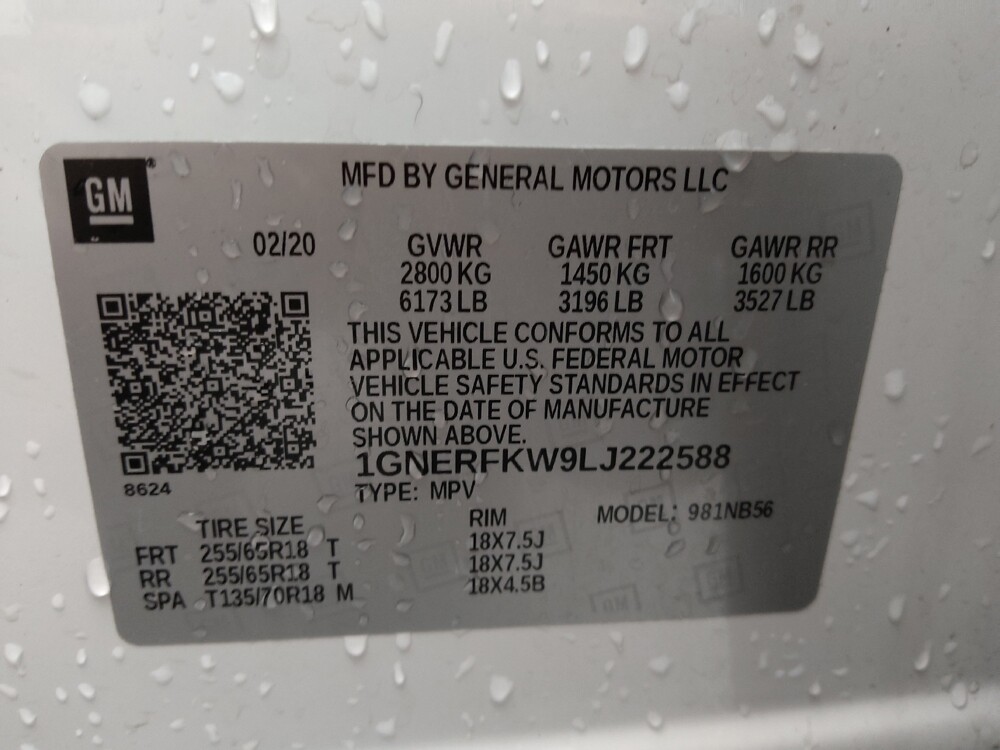 GM
MFD BY GENERAL MOTORS LLC
02/20 GVWR GAWR FRT GAWR RR
2800 KG 1450 KG 1600 KG
6173 LB 3196 LB 3527 LB
THIS VEHICLE CONFORMS TO ALL
APPLICABLE U.S. FEDERAL MOTOR
VEHICLE SAFETY STANDARDS IN EFFECT
ON THE DATE OF MANUFACTURE
SHOWN ABOVE.
1GNERFKW9LJ222588
8624
TYPE: MPV
TIRE SIZE RIM MODEL: 981NB56
FRT 255/65R18 T 18X7.5J
RR 255/65R18 T 18X7.5J
SPA T135/70R18 M 18X4.5B